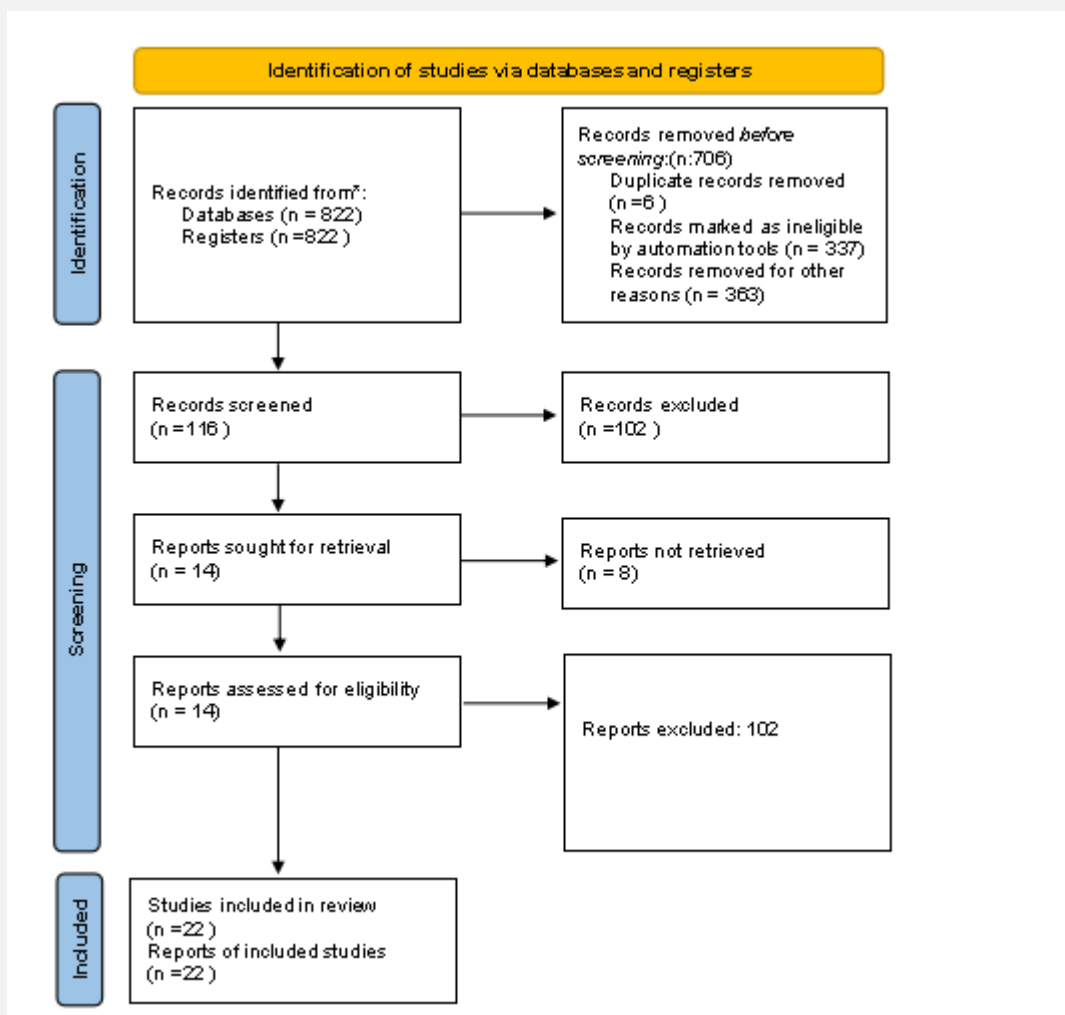 Identification of studies via databases and registers
Identification
Records identified from*:
Databases (n = 822)
Registers (n =822 )
Records removed before
screening:(n:706)
Duplicate records removed
(n =6 )
Records marked as ineligible
by automation tools (n = 337)
Records removed for other
reasons (n = 363)
Screening
Records screened
(n =116 )
Records excluded
(n =102 )
Reports sought for retrieval
(n = 14)
Reports not retrieved
(n = 8)
Reports assessed for eligibility
(n = 14)
Reports excluded: 102
Included
Studies included in review
(n =22 )
Reports of included studies
(n =22 )